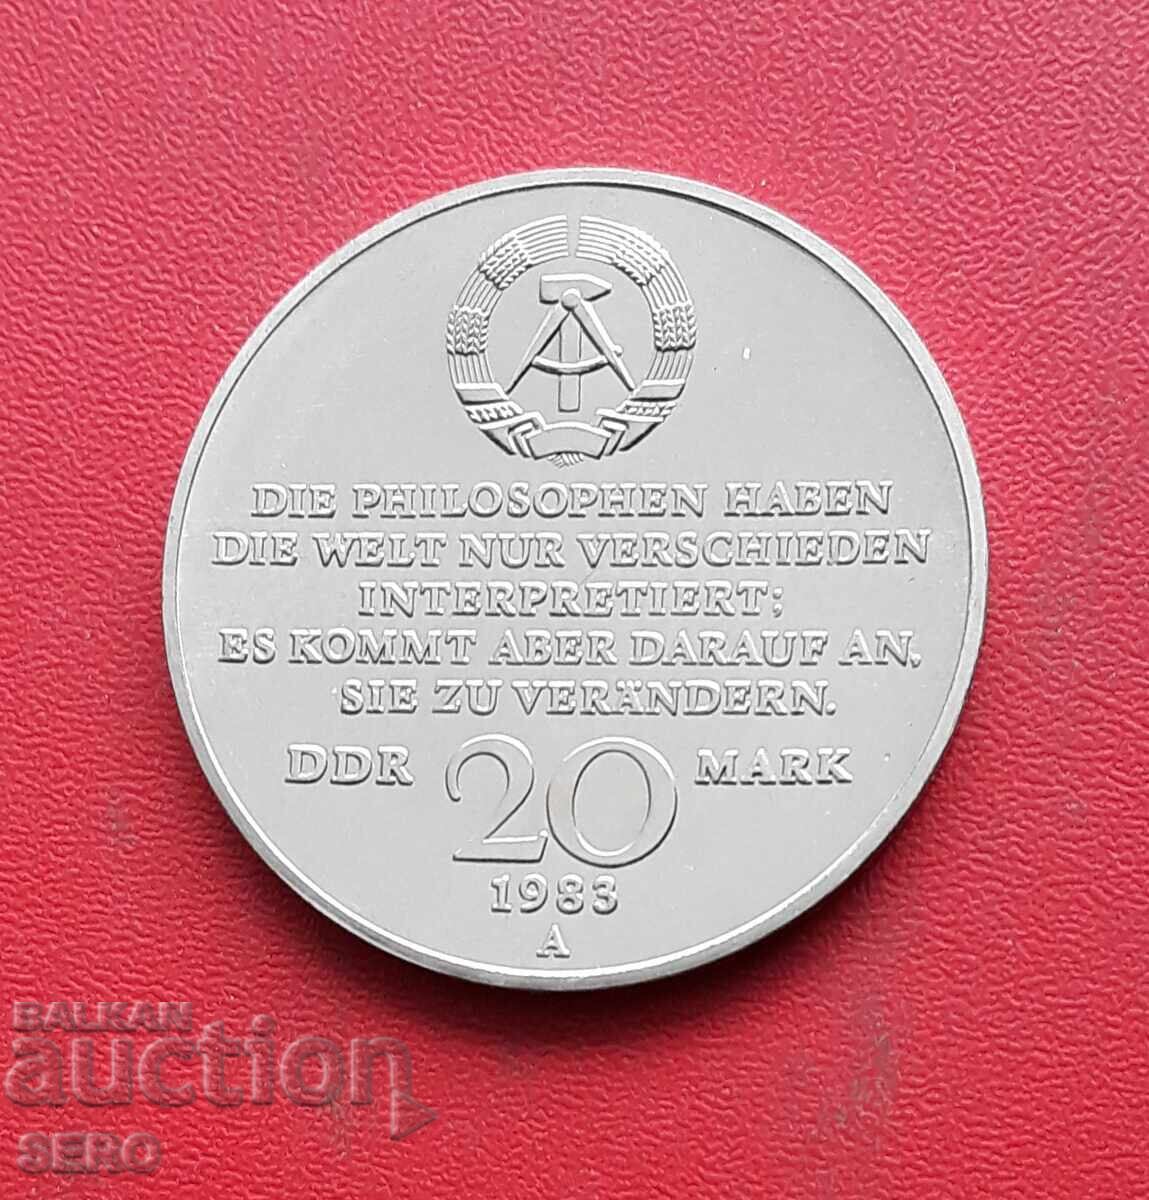 DIE PHILOSOPHEN HABEN
DIE WELT NUR VERSCHIEDEN
INTERPRETIERT;
ES KOMMT ABER DARAUF AN,
SIE ZU VERÄNDERN.
DDR 20 MARK
1983
A
BALKAN
auction
SERO